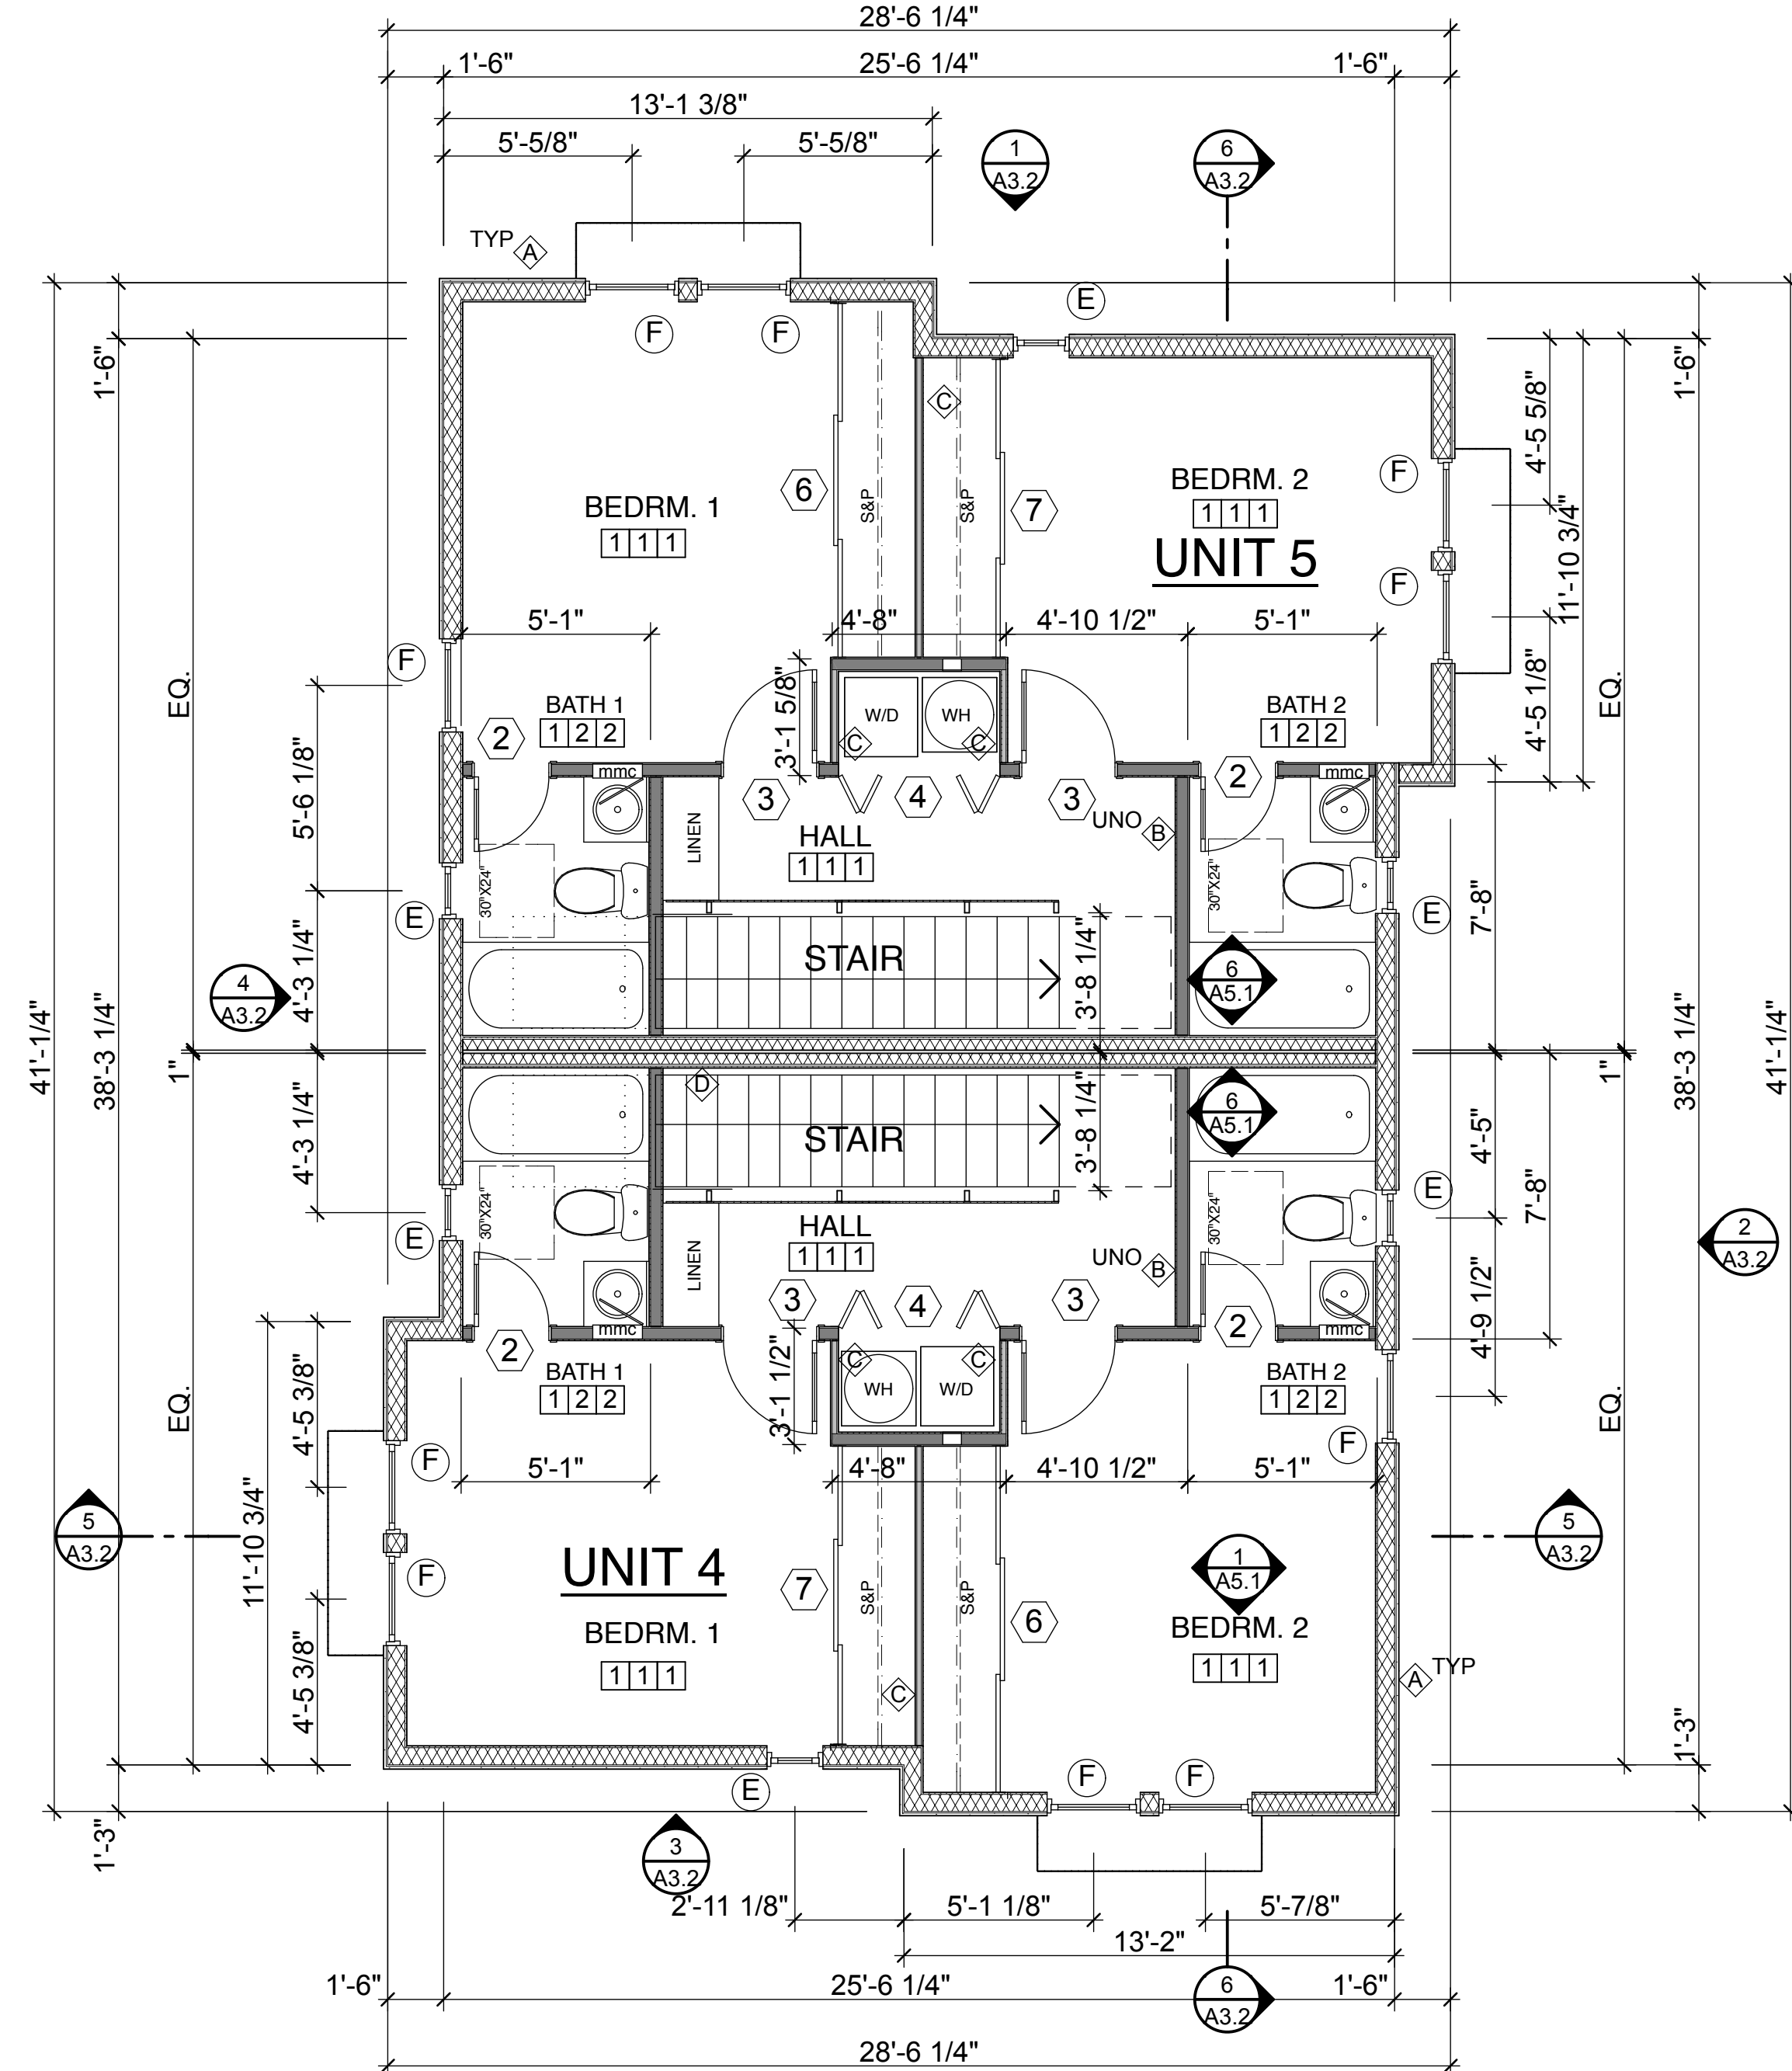 28'-6 1/4"
1'-6" 25'-6 1/4" 1'-6"
13'-1 3/8"
5'-5/8" 5'-5/8"
1 A3.2
6 A3.2
TYP A
E
F F
1'-6" 1'-6"
4'-5 5/8"
C
F
6 S&P S&P 7
BEDRM. 1
1 1 1
BEDRM. 2
1 1 1
UNIT 5
11'-10 3/4"
F
5'-1" 4'-8" 4'-10 1/2" 5'-1"
F
EQ. EQ.
3'-1 5/8"
4'-5 1/8"
BATH 1
1 2 2
W/D WH
C C
BATH 2
1 2 2
2 mmc 2 mmc
3 4 3
5'-6 1/8"
LINEN
HALL
1 1 1
UNO B
30"X24" 30"X24"
7'-8"
E E
STAIR
3'-8 1/4"
6 A5.1
4 A3.2
4'-3 1/4"
41'-1/4" 38'-3 1/4" 38'-3 1/4" 41'-1/4"
1" 1"
D
STAIR
3'-8 1/4"
6 A5.1
4'-3 1/4"
4'-5"
30"X24" 30"X24"
7'-8"
E E
HALL
1 1 1
LINEN
UNO B
2 A3.2
3 4 3
mmc mmc
2 2
4'-9 1/2"
BATH 1
1 2 2
3'-1 1/2"
C C
WH W/D
BATH 2
1 2 2
EQ. EQ.
4'-5 3/8"
F F
5'-1" 4'-8" 4'-10 1/2" 5'-1"
5 A3.2
5 A3.2
11'-10 3/4"
F
UNIT 4
BEDRM. 1
1 1 1
7 S&P S&P 6
1 A5.1
BEDRM. 2
1 1 1
A TYP
C
4'-5 3/8"
1'-3"
E F F
1'-3"
3 A3.2
2'-11 1/8" 5'-1 1/8" 5'-7/8"
13'-2"
1'-6" 25'-6 1/4" 1'-6"
6 A3.2
28'-6 1/4"